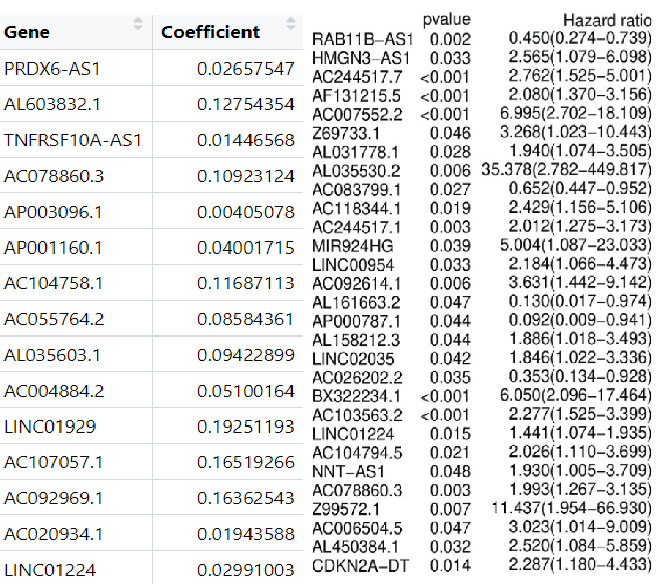 Gene Coefficient
PRDX6-AS1 0.02657547
AL603832.1 0.12754354
TNFRSF10A-AS1 0.01446568
AC078860.3 0.10923124
AP003096.1 0.00405078
AP001160.1 0.04001715
AC104758.1 0.11687113
AC055764.2 0.08584361
AL035603.1 0.09422899
AC004884.2 0.05100164
LINC01929 0.19251193
AC107057.1 0.16519266
AC092969.1 0.16362543
AC020934.1 0.01943588
LINC01224 0.02991003
pvalue Hazard ratio
RAB11B−AS1 0.002 0.450(0.274−0.739)
HMGN3−AS1 0.033 2.565(1.079−6.098)
AC244517.7 <0.001 2.762(1.525−5.001)
AF131215.5 <0.001 2.080(1.370−3.156)
AC007552.2 <0.001 6.995(2.702−18.109)
Z69733.1 0.046 3.268(1.023−10.443)
AL031778.1 0.028 1.940(1.074−3.505)
AL035530.2 0.006 35.378(2.782−449.817)
AC083799.1 0.027 0.652(0.447−0.952)
AC118344.1 0.019 2.429(1.156−5.106)
AC244517.1 0.003 2.012(1.275−3.173)
MIR924HG 0.039 5.004(1.087−23.033)
LINC00954 0.033 2.184(1.066−4.473)
AC092614.1 0.006 3.631(1.442−9.142)
AL161663.2 0.047 0.130(0.017−0.974)
AP000787.1 0.044 0.092(0.009−0.941)
AL158212.3 0.044 1.886(1.018−3.493)
LINC02035 0.042 1.846(1.022−3.336)
AC026202.2 0.035 0.353(0.134−0.928)
BX322234.1 <0.001 6.050(2.096−17.464)
AC103563.2 <0.001 2.277(1.525−3.399)
LINC01224 0.015 1.441(1.074−1.935)
AC104794.5 0.021 2.026(1.110−3.699)
NNT−AS1 0.048 1.930(1.005−3.709)
AC078860.3 0.003 1.993(1.267−3.135)
Z99572.1 0.007 11.437(1.954−66.930)
AC006504.5 0.047 3.023(1.014−9.009)
AL450384.1 0.032 2.520(1.084−5.859)
CDKN2A−DT 0.014 2.287(1.180−4.433)